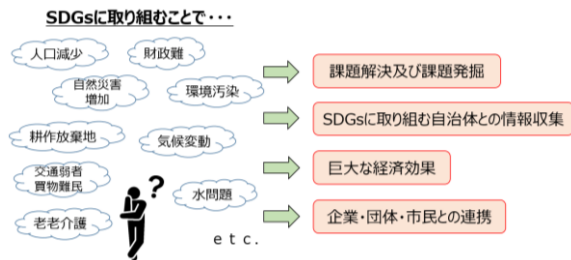 SDGsに取り組むことで・・・
人口減少
財政難
自然災害
増加
環境汚染
耕作放棄地
気候変動
交通弱者
買物難民
水問題
老老介護
?
etc.
課題解決及び課題発掘
SDGsに取り組む自治体との情報収集
巨大な経済効果
企業・団体・市民との連携